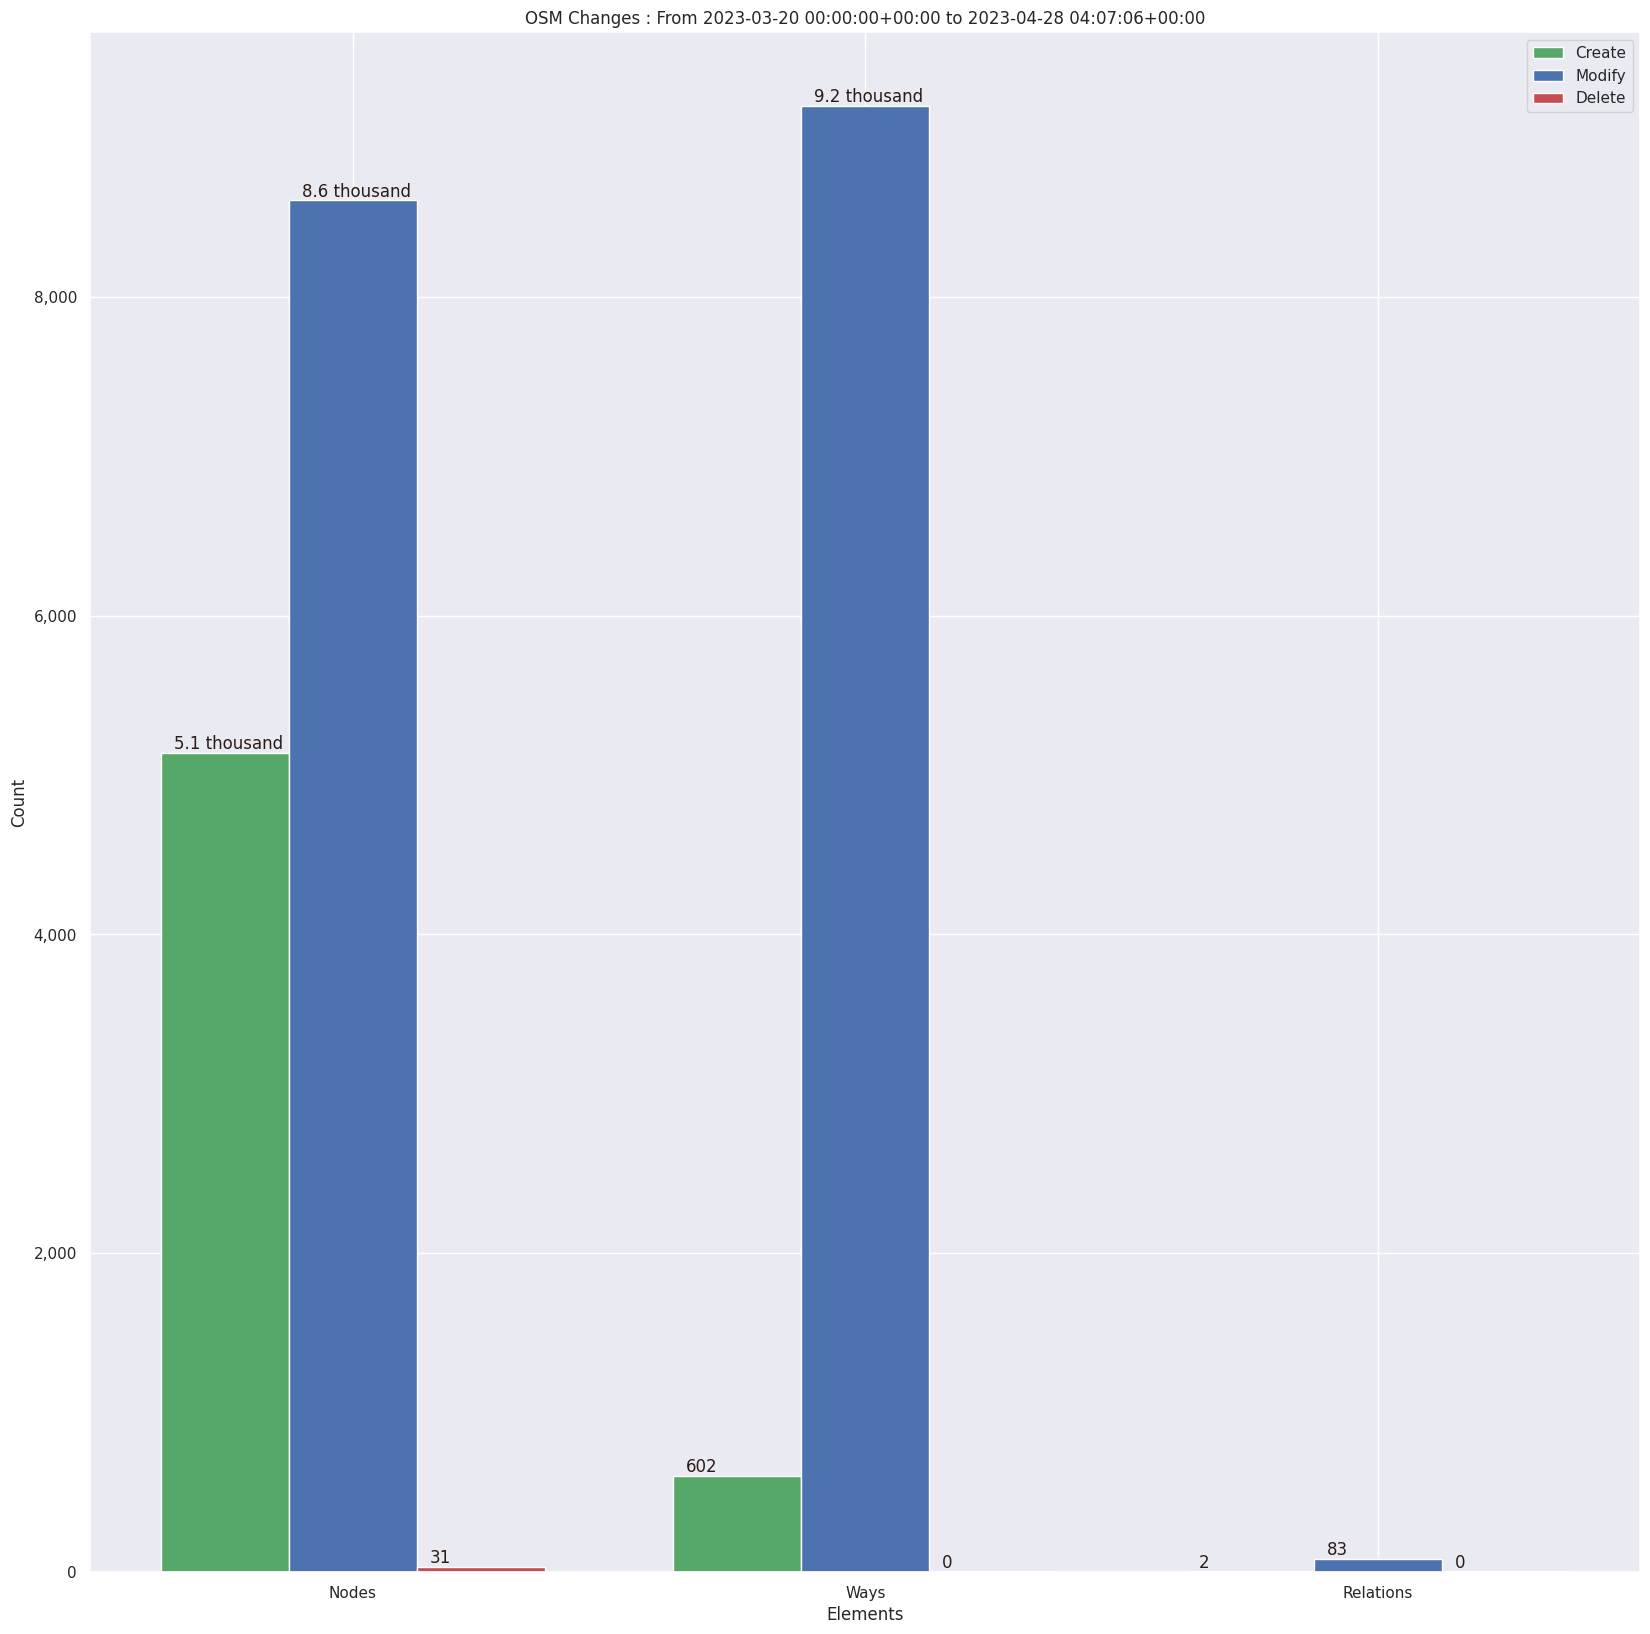 OSM Changes : From 2023-03-20 00:00:00+00:00 to 2023-04-28 04:07:06+00:00
Create
Modify
Delete
9.2 thousand
8.6 thousand
8,000
6,000
5.1 thousand
Count
4,000
2,000
602
31
0
2
83
0
0
Nodes
Ways
Relations
Elements